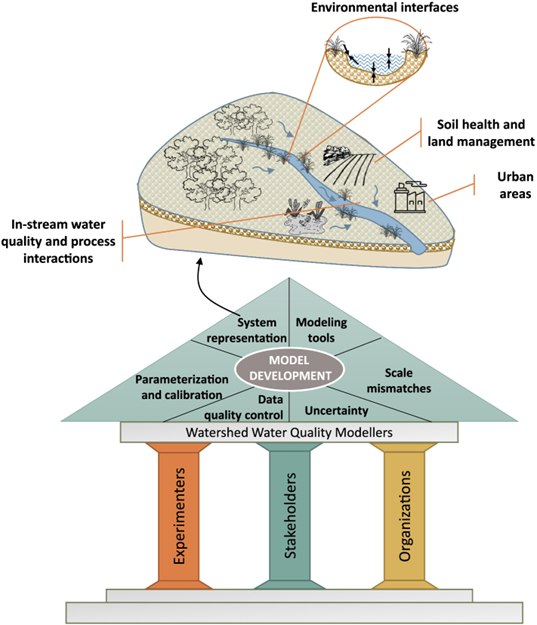 Environmental interfaces
Soil health and
land management
Urban
areas
In-stream water
quality and process
interactions
System
representation
Modeling
tools
MODEL
DEVELOPMENT
Parameterization
and calibration
Scale
mismatches
Data
quality control
Uncertainty
Watershed Water Quality Modellers
Experimenters
Stakeholders
Organizations